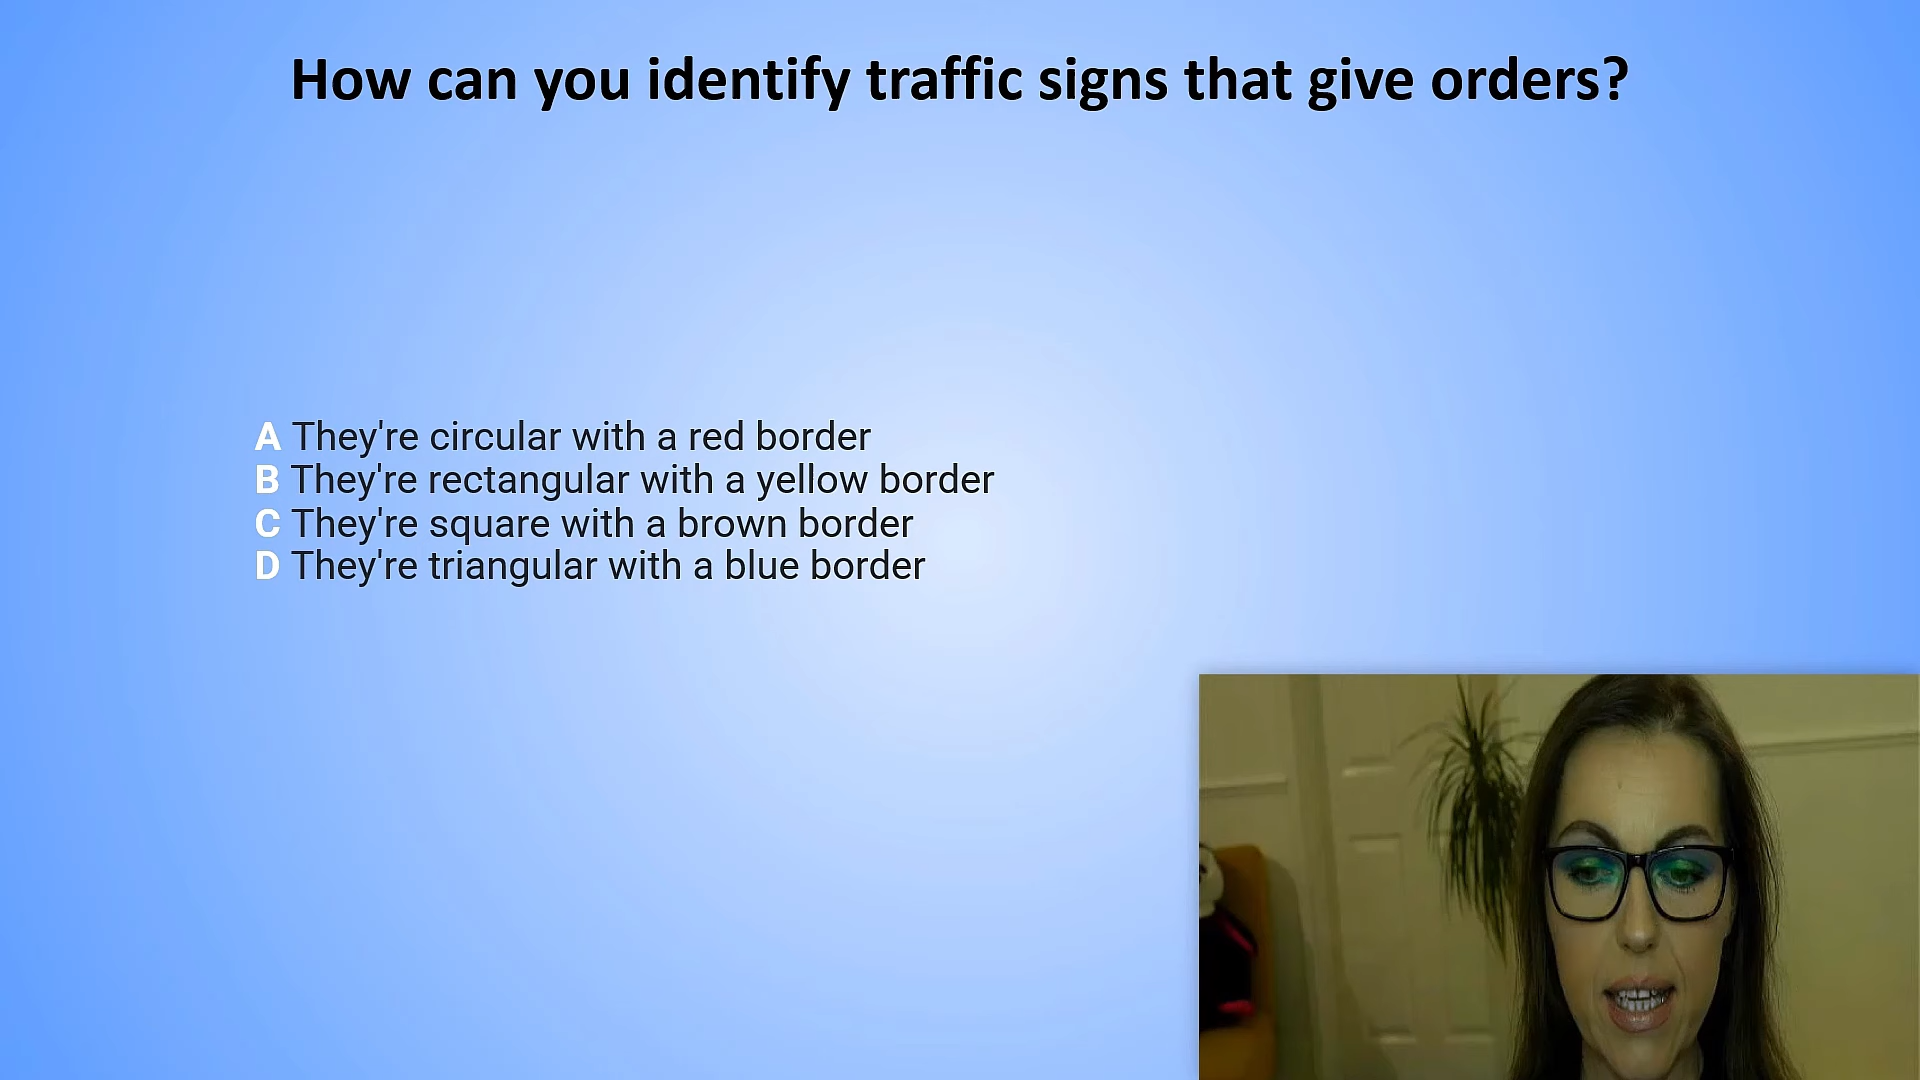 How can you identify traffic signs that give orders?
A They're circular with a red border
B They're rectangular with a yellow border
C They're square with a brown border
D They're triangular with a blue border